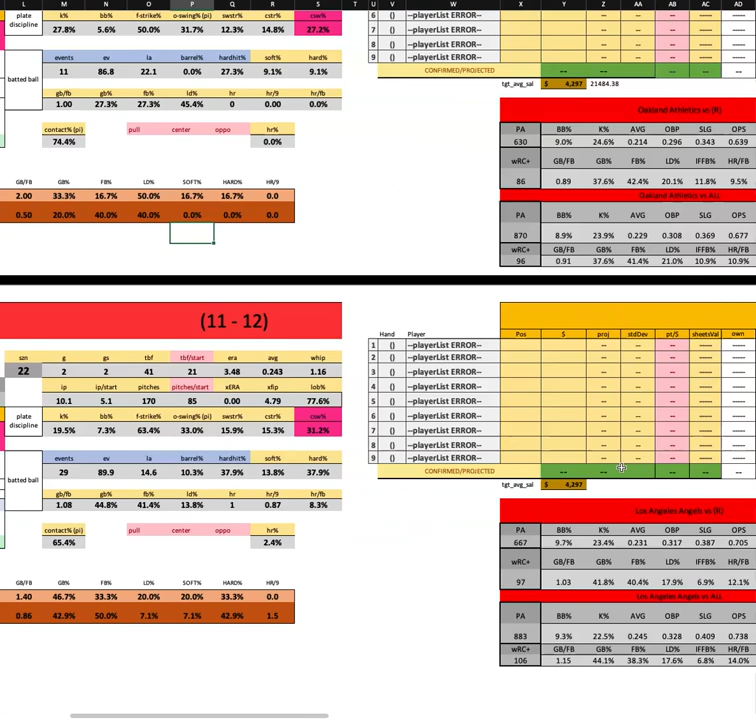 L M N O P Q R S T U V W X Y Z AA AB AC AD
plate discipline
k% bb% f-strike% o-swing% (pi) swstr% cstr% csw%
27.8% 5.6% 50.0% 31.7% 12.3% 14.8% 27.2%
batted ball
events ev la barrel% hardhit% soft% hard%
11 86.8 22.1 0.0% 27.3% 9.1% 9.1%
gb/fb gb% fb% ld% hr hr/9 hr/fb
1.00 27.3% 27.3% 45.4% 0 0.00 0.0%
contact% (pi) pull center oppo hr%
74.4% 0.0%
GB/FB GB% FB% LD% SOFT% HARD% HR/9
2.00 33.3% 16.7% 50.0% 16.7% 16.7% 0.0
0.50 20.0% 40.0% 40.0% 0.0% 0.0% 0.0
6 () --playerList ERROR-- -- -- -- ----- --
7 () --playerList ERROR-- -- -- -- ----- --
8 () --playerList ERROR-- -- -- -- ----- --
9 () --playerList ERROR-- -- -- -- ----- --
CONFIRMED/PROJECTED -- -- -- ----- --
tgt_avg_sal $ 4,297 21484.38
Oakland Athletics vs (R)
PA BB% K% AVG OBP SLG OPS
630 9.0% 24.6% 0.214 0.296 0.343 0.639
wRC+ GB/FB GB% FB% LD% IFFB% HR/FB
86 0.89 37.6% 42.4% 20.1% 11.8% 9.5%
Oakland Athletics vs ALL
PA BB% K% AVG OBP SLG OPS
870 8.9% 23.9% 0.229 0.308 0.369 0.677
wRC+ GB/FB GB% FB% LD% IFFB% HR/FB
96 0.91 37.6% 41.4% 21.0% 10.9% 10.9%
(11 - 12)
szn g gs tbf tbf/start era avg whip
22 2 2 41 21 3.48 0.243 1.16
ip ip/start pitches pitches/start xERA xfip lob%
10.1 5.1 170 85 0.00 4.79 77.6%
plate discipline
k% bb% f-strike% o-swing% (pi) swstr% cstr% csw%
19.5% 7.3% 63.4% 33.0% 15.9% 15.3% 31.2%
batted ball
events ev la barrel% hardhit% soft% hard%
29 89.9 14.6 10.3% 37.9% 13.8% 37.9%
gb/fb gb% fb% ld% hr hr/9 hr/fb
1.08 44.8% 41.4% 13.8% 1 0.87 8.3%
contact% (pi) pull center oppo hr%
65.4% 2.4%
GB/FB GB% FB% LD% SOFT% HARD% HR/9
1.40 46.7% 33.3% 20.0% 20.0% 33.3% 0.0
0.86 42.9% 50.0% 7.1% 7.1% 42.9% 1.5
Hand Player Pos $ proj stdDev pt/$ sheetsVal own
1 () --playerList ERROR-- -- -- -- ----- --
2 () --playerList ERROR-- -- -- -- ----- --
3 () --playerList ERROR-- -- -- -- ----- --
4 () --playerList ERROR-- -- -- -- ----- --
5 () --playerList ERROR-- -- -- -- ----- --
6 () --playerList ERROR-- -- -- -- ----- --
7 () --playerList ERROR-- -- -- -- ----- --
8 () --playerList ERROR-- -- -- -- ----- --
9 () --playerList ERROR-- -- -- -- ----- --
CONFIRMED/PROJECTED -- -- -- ----- --
tgt_avg_sal $ 4,297
Los Angeles Angels vs (R)
PA BB% K% AVG OBP SLG OPS
667 9.7% 23.4% 0.231 0.317 0.387 0.705
wRC+ GB/FB GB% FB% LD% IFFB% HR/FB
97 1.03 41.8% 40.4% 17.9% 6.9% 12.1%
Los Angeles Angels vs ALL
PA BB% K% AVG OBP SLG OPS
883 9.3% 22.5% 0.245 0.328 0.409 0.738
wRC+ GB/FB GB% FB% LD% IFFB% HR/FB
106 1.15 44.1% 38.3% 17.6% 6.8% 14.0%